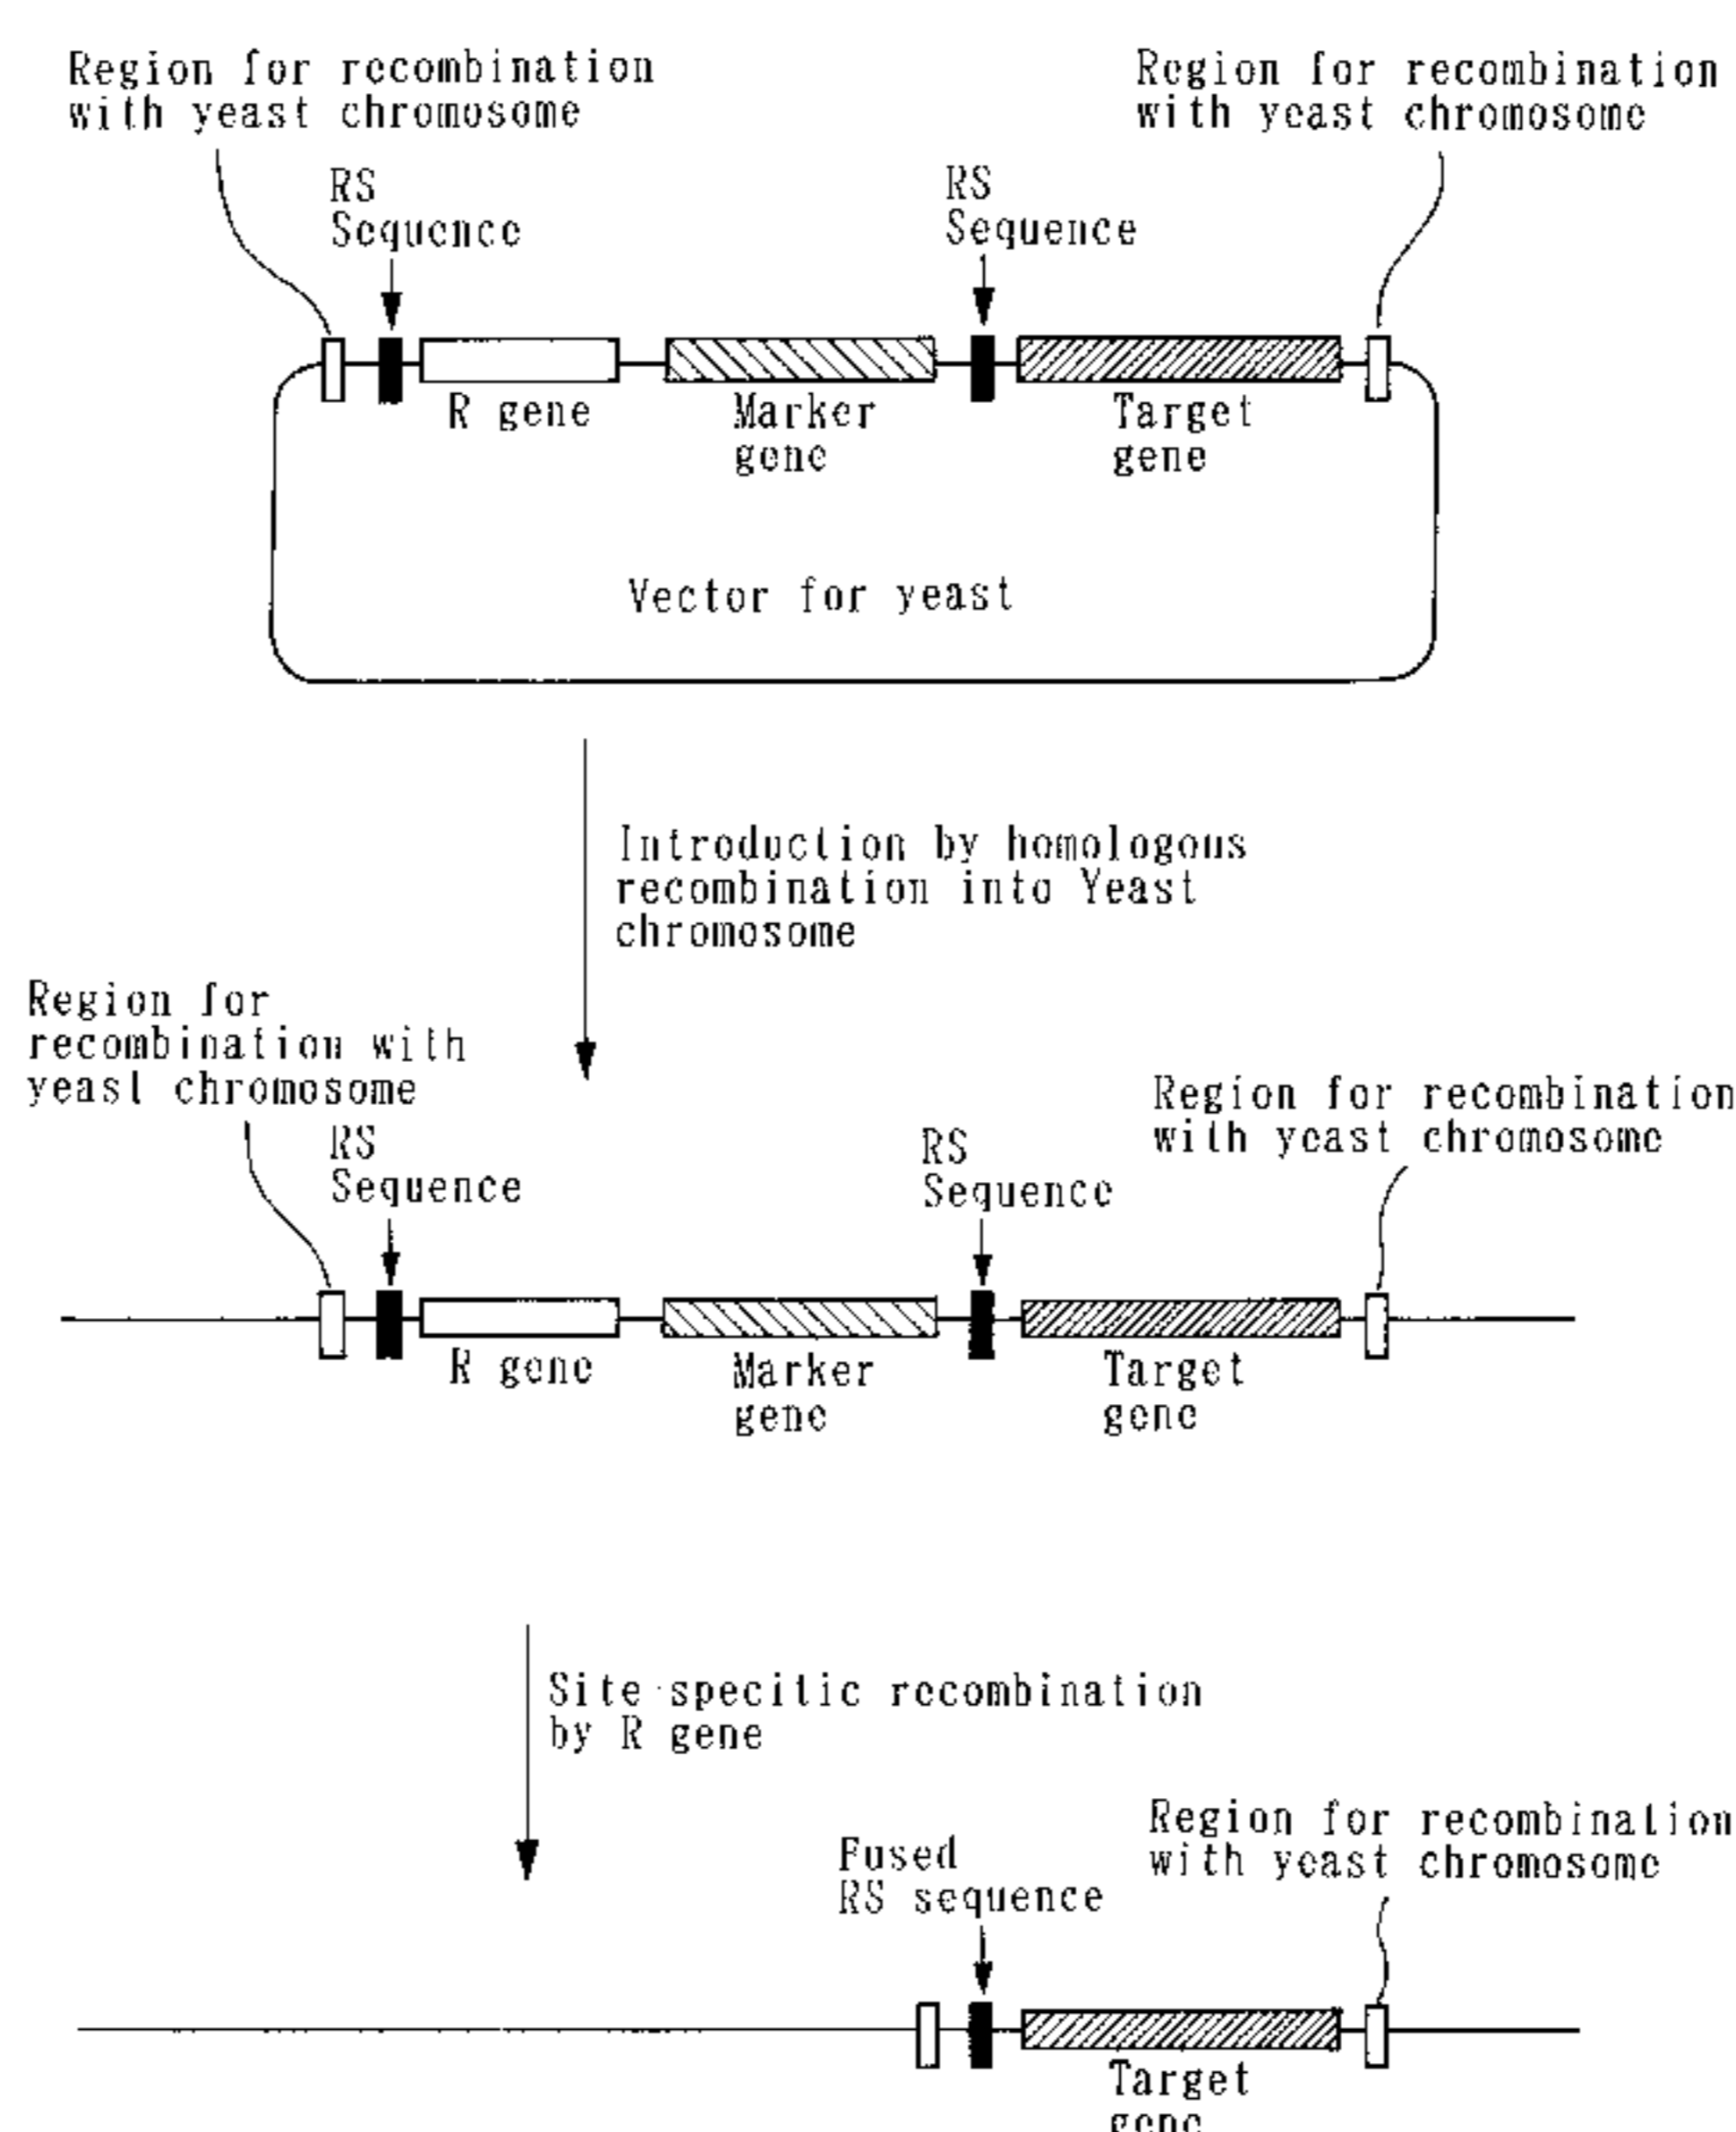 Region for recombination
with yeast chromosome
Region for recombination
with yeast chromosome
RS
Sequence
RS
Sequence
R gene
Marker
gene
Target
gene
Vector for yeast
Introduction by homologous
recombination into Yeast
chromosome
Region for
recombination with
yeast chromosome
RS
Sequence
RS
Sequence
Region for recombination
with yeast chromosome
R gene
Marker
gene
Target
gene
Site specitic recombination
by R gene
Fused
RS sequence
Region for recombination
with yeast chromosome
Target
gene